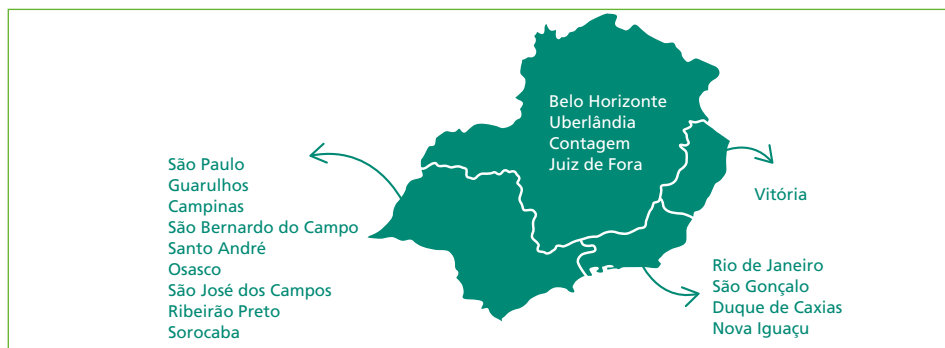 Belo Horizonte
Uberlândia
Contagem
Juiz de Fora
São Paulo
Guarulhos
Campinas
São Bernardo do Campo
Santo André
Osasco
São José dos Campos
Ribeirão Preto
Sorocaba
Vitória
Rio de Janeiro
São Gonçalo
Duque de Caxias
Nova Iguaçu